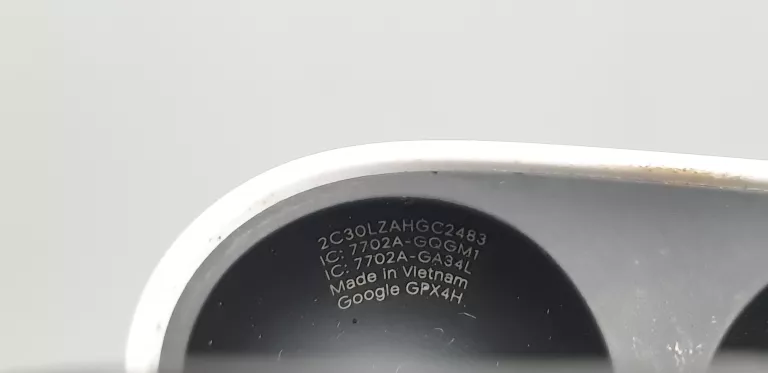 2C30LZAHGC2483
IC: 7702A-GQGM1
IC: 7702A-GA34L
Made in Vietnam
Google GPX4H